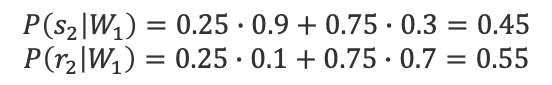 P(s₂|W₁) = 0.25 · 0.9 + 0.75 · 0.3 = 0.45
P(r₂|W₁) = 0.25 · 0.1 + 0.75 · 0.7 = 0.55